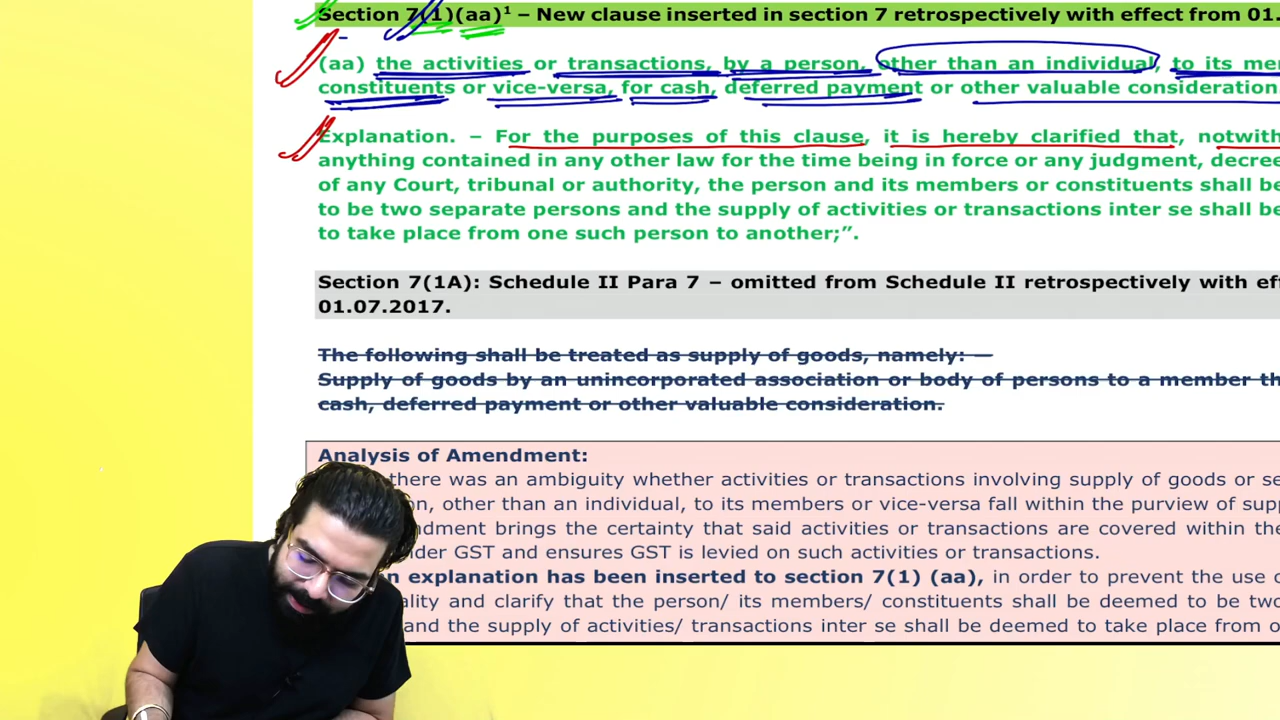 Section 7(1)(aa)¹ – New clause inserted in section 7 retrospectively with effect from 01.
(aa) the activities or transactions, by a person, other than an individual, to its
constituents or vice-versa, for cash, deferred payment or other valuable consideration
Explanation. – For the purposes of this clause, it is hereby clarified that,
anything contained in any other law for the time being in force or any judgment, decree
of any Court, tribunal or authority, the person and its members or constituents shall be
to be two separate persons and the supply of activities or transactions inter se shall be
to take place from one such person to another;”.
Section 7(1A): Schedule II Para 7 – omitted from Schedule II retrospectively with
01.07.2017.
The following shall be treated as supply of goods, namely: —
Supply of goods by an unincorporated association or body of persons to a member
cash, deferred payment or other valuable consideration.
Analysis of Amendment:
there was an ambiguity whether activities or transactions involving supply of goods or
other than an individual, to its members or vice-versa fall within the purview of
brings the certainty that said activities or transactions are covered within the
GST and ensures GST is levied on such activities or transactions.
explanation has been inserted to section 7(1) (aa), in order to prevent the use
and clarify that the person/ its members/ constituents shall be deemed to be
and the supply of activities/ transactions inter se shall be deemed to take place from